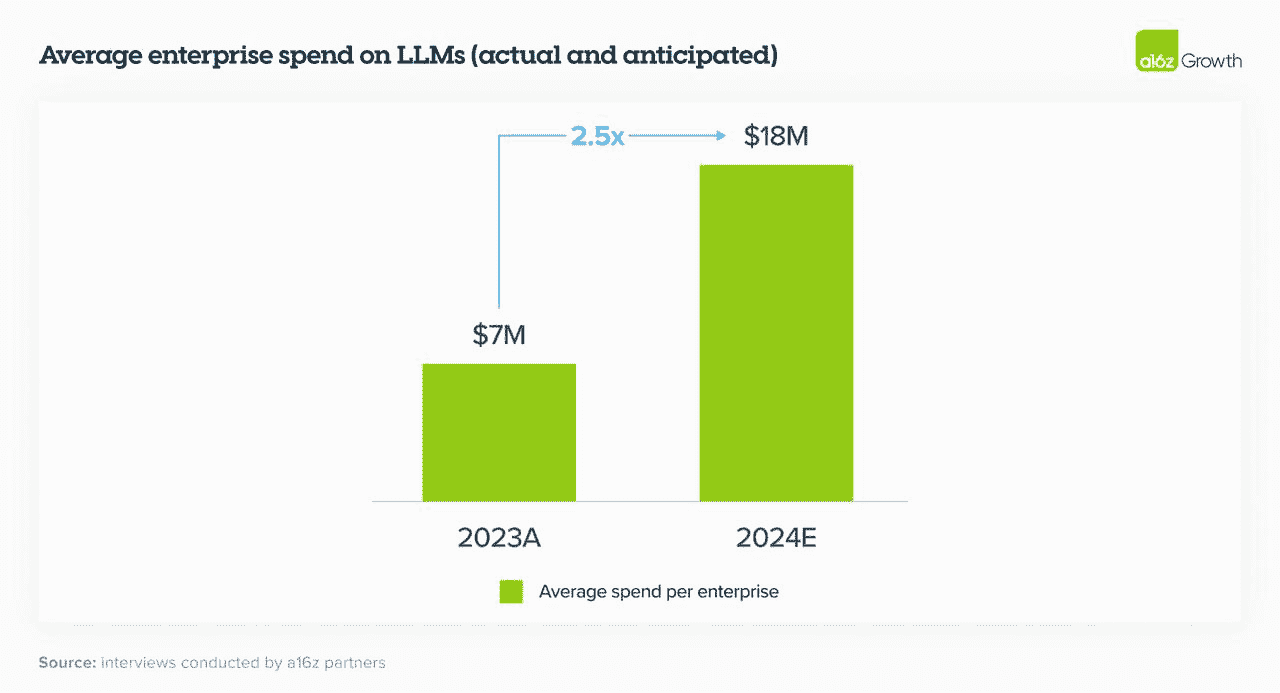 Average enterprise spend on LLMs (actual and anticipated)
a16z Growth
2.5x
$18M
$7M
2023A
2024E
Average spend per enterprise
Source: interviews conducted by a16z partners